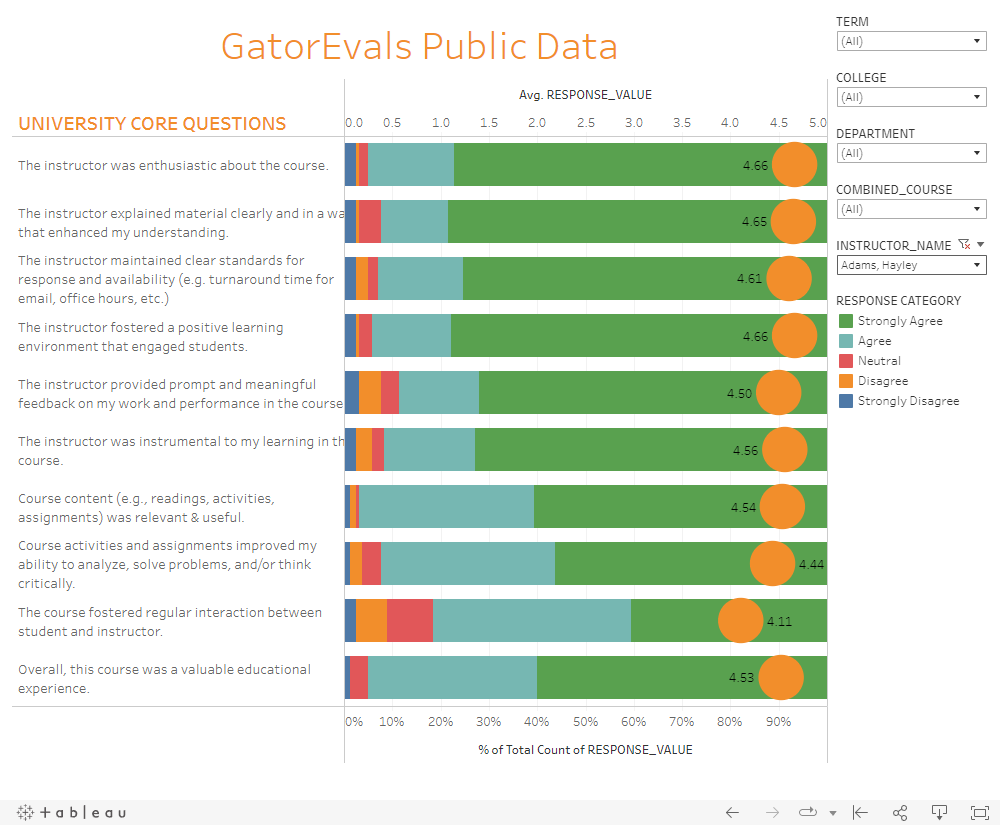 GatorEvals Public Data
Avg. RESPONSE_VALUE
UNIVERSITY CORE QUESTIONS
0.0 0.5 1.0 1.5 2.0 2.5 3.0 3.5 4.0 4.5 5.0
The instructor was enthusiastic about the course.
4.66
The instructor explained material clearly and in a wa
that enhanced my understanding.
4.65
The instructor maintained clear standards for
response and availability (e.g. turnaround time for
email, office hours, etc.)
4.61
The instructor fostered a positive learning
environment that engaged students.
4.66
The instructor provided prompt and meaningful
feedback on my work and performance in the course
4.50
The instructor was instrumental to my learning in th
course.
4.56
Course content (e.g., readings, activities,
assignments) was relevant & useful.
4.54
Course activities and assignments improved my
ability to analyze, solve problems, and/or think
critically.
4.44
The course fostered regular interaction between
student and instructor.
4.11
Overall, this course was a valuable educational
experience.
4.53
0% 10% 20% 30% 40% 50% 60% 70% 80% 90%
% of Total Count of RESPONSE_VALUE
TERM
(All)
COLLEGE
(All)
DEPARTMENT
(All)
COMBINED_COURSE
(All)
INSTRUCTOR_NAME
Adams, Hayley
RESPONSE CATEGORY
Strongly Agree
Agree
Neutral
Disagree
Strongly Disagree
tableau